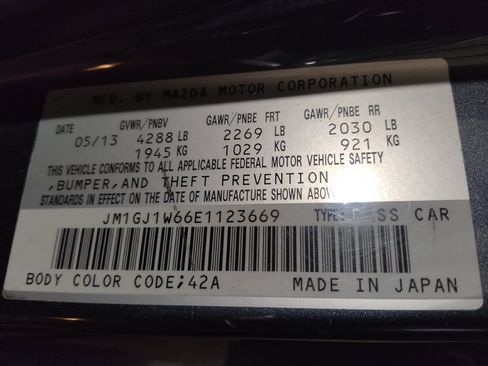 MFD. BY MAZDA MOTOR CORPORATION
DATE GVWR/PNBV GAWR/PNBE FRT GAWR/PNBE RR
05/13 4288 LB 2269 LB 2030 LB
1945 KG 1029 KG 921 KG
THIS VEHICLE CONFORMS TO ALL APPLICABLE FEDERAL MOTOR VEHICLE SAFETY
,BUMPER,AND THEFT PREVENTION
STANDARDS IN EFFECT ON THE DATE OF MANUFACTURE SHOWN ABOVE.
JM1GJ1W66E1123669 TYPE: SS CAR
BODY COLOR CODE;42A MADE IN JAPAN